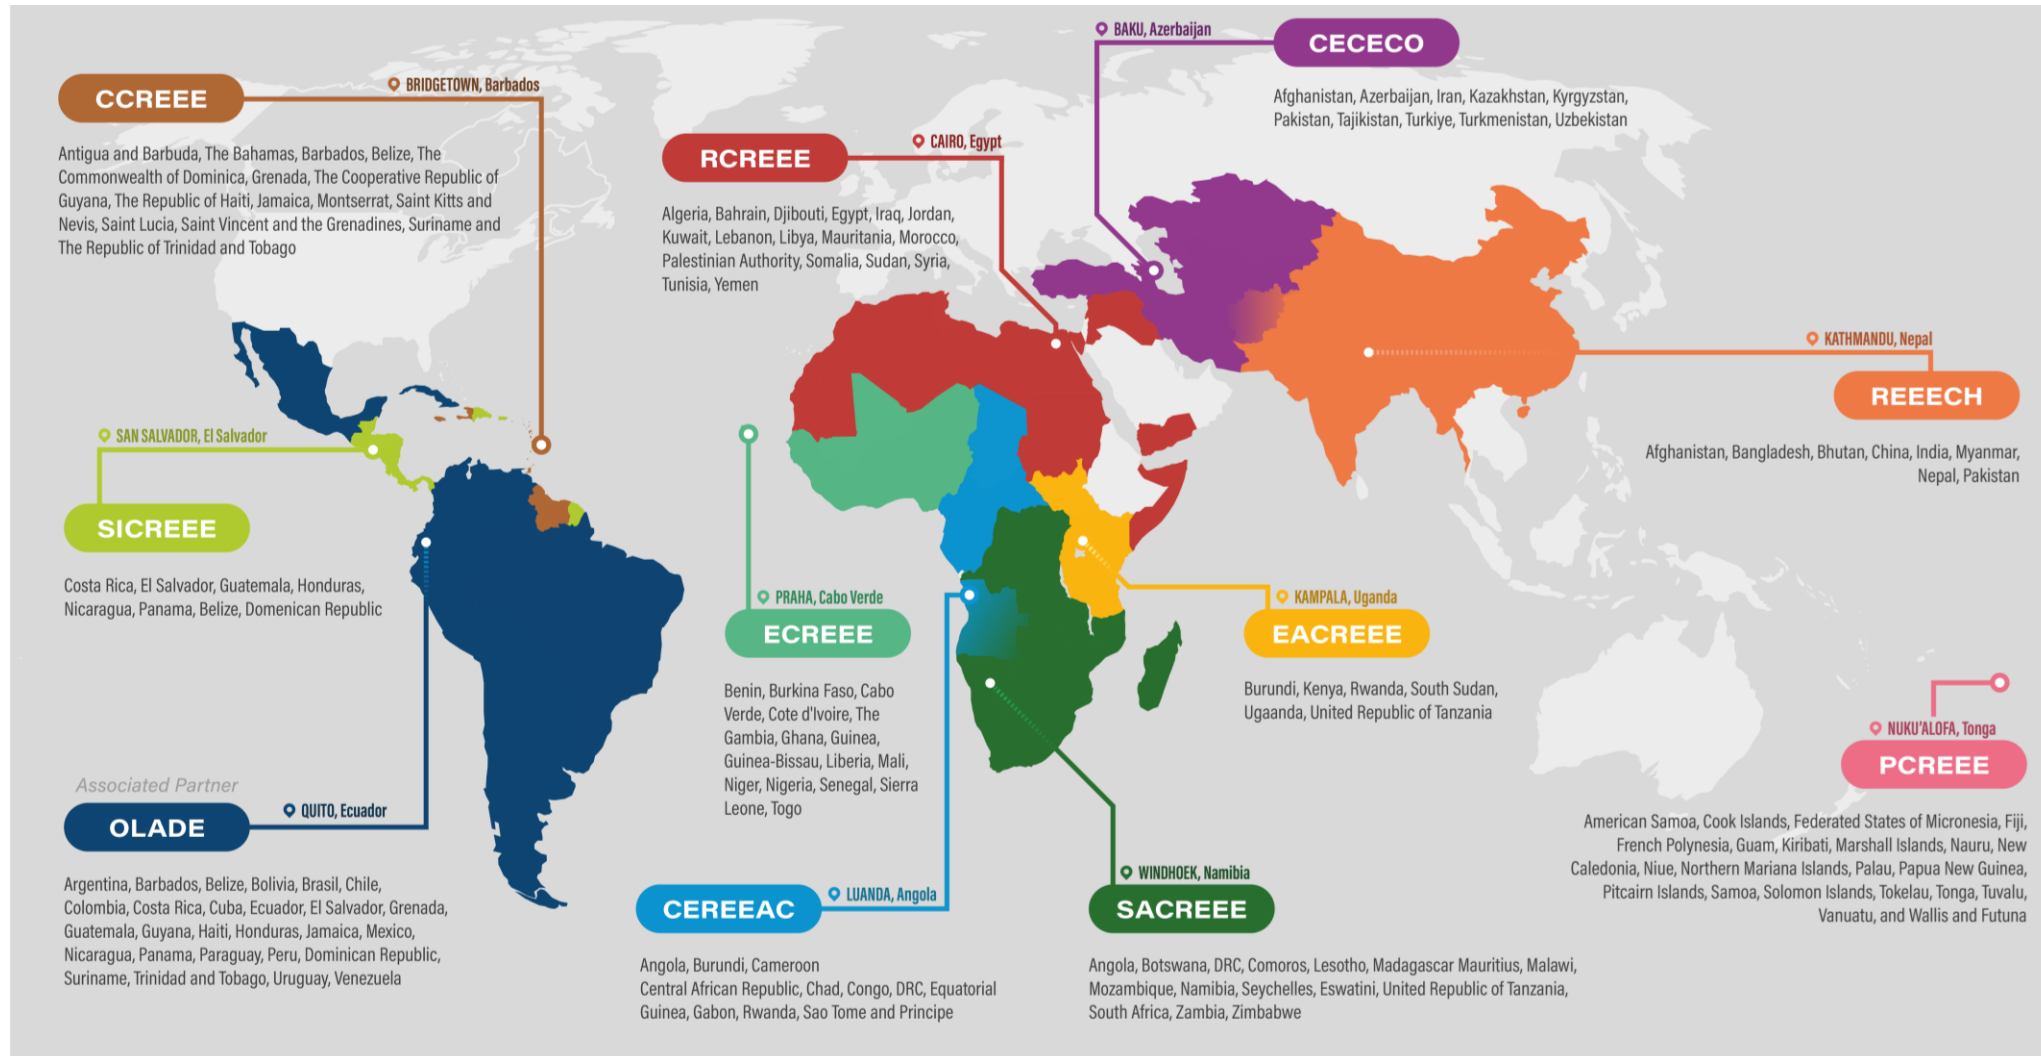 CCREEE
BRIDGETOWN, Barbados
Antigua and Barbuda, The Bahamas, Barbados, Belize, The
Commonwealth of Dominica, Grenada, The Cooperative Republic of
Guyana, The Republic of Haiti, Jamaica, Montserrat, Saint Kitts and
Nevis, Saint Lucia, Saint Vincent and the Grenadines, Suriname and
The Republic of Trinidad and Tobago
RCREEE
CAIRO, Egypt
Algeria, Bahrain, Djibouti, Egypt, Iraq, Jordan,
Kuwait, Lebanon, Libya, Mauritania, Morocco,
Palestinian Authority, Somalia, Sudan, Syria,
Tunisia, Yemen
BAKU, Azerbaijan
CECECO
Afghanistan, Azerbaijan, Iran, Kazakhstan, Kyrgyzstan,
Pakistan, Tajikistan, Turkiye, Turkmenistan, Uzbekistan
KATHMANDU, Nepal
REEECH
Afghanistan, Bangladesh, Bhutan, China, India, Myanmar,
Nepal, Pakistan
SAN SALVADOR, El Salvador
SICREEE
Costa Rica, El Salvador, Guatemala, Honduras,
Nicaragua, Panama, Belize, Domenican Republic
PRAHA, Cabo Verde
ECREEE
Benin, Burkina Faso, Cabo
Verde, Cote d'Ivoire, The
Gambia, Ghana, Guinea,
Guinea-Bissau, Liberia, Mali,
Niger, Nigeria, Senegal, Sierra
Leone, Togo
KAMPALA, Uganda
EACREEE
Burundi, Kenya, Rwanda, South Sudan,
Ugaanda, United Republic of Tanzania
NUKU'ALOFA, Tonga
PCREEE
American Samoa, Cook Islands, Federated States of Micronesia, Fiji,
French Polynesia, Guam, Kiribati, Marshall Islands, Nauru, New
Caledonia, Niue, Northern Mariana Islands, Palau, Papua New Guinea,
Pitcairn Islands, Samoa, Solomon Islands, Tokelau, Tonga, Tuvalu,
Vanuatu, and Wallis and Futuna
Associated Partner
OLADE
QUITO, Ecuador
Argentina, Barbados, Belize, Bolivia, Brasil, Chile,
Colombia, Costa Rica, Cuba, Ecuador, El Salvador, Grenada,
Guatemala, Guyana, Haiti, Honduras, Jamaica, Mexico,
Nicaragua, Panama, Paraguay, Peru, Dominican Republic,
Suriname, Trinidad and Tobago, Uruguay, Venezuela
CEREEAC
LUANDA, Angola
Angola, Burundi, Cameroon
Central African Republic, Chad, Congo, DRC, Equatorial
Guinea, Gabon, Rwanda, Sao Tome and Principe
WINDHOEK, Namibia
SACREEE
Angola, Botswana, DRC, Comoros, Lesotho, Madagascar Mauritius, Malawi,
Mozambique, Namibia, Seychelles, Eswatini, United Republic of Tanzania,
South Africa, Zambia, Zimbabwe